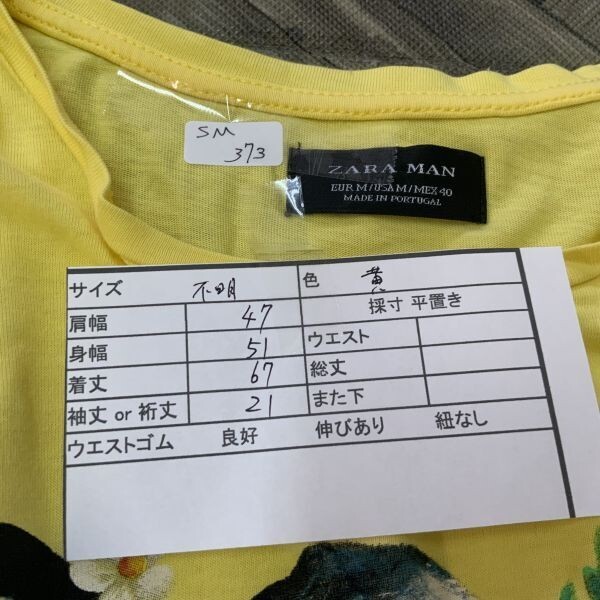 SM
373
ZARA MAN
EUR M/USA M/MEX 40
MADE IN PORTUGAL
サイズ 不明 色 黄
肩幅 47 採寸 平置き
身幅 51 ウエスト
着丈 67 総丈
袖丈 or 裄丈 21 また下
ウエストゴム 良好 伸びあり 紐なし